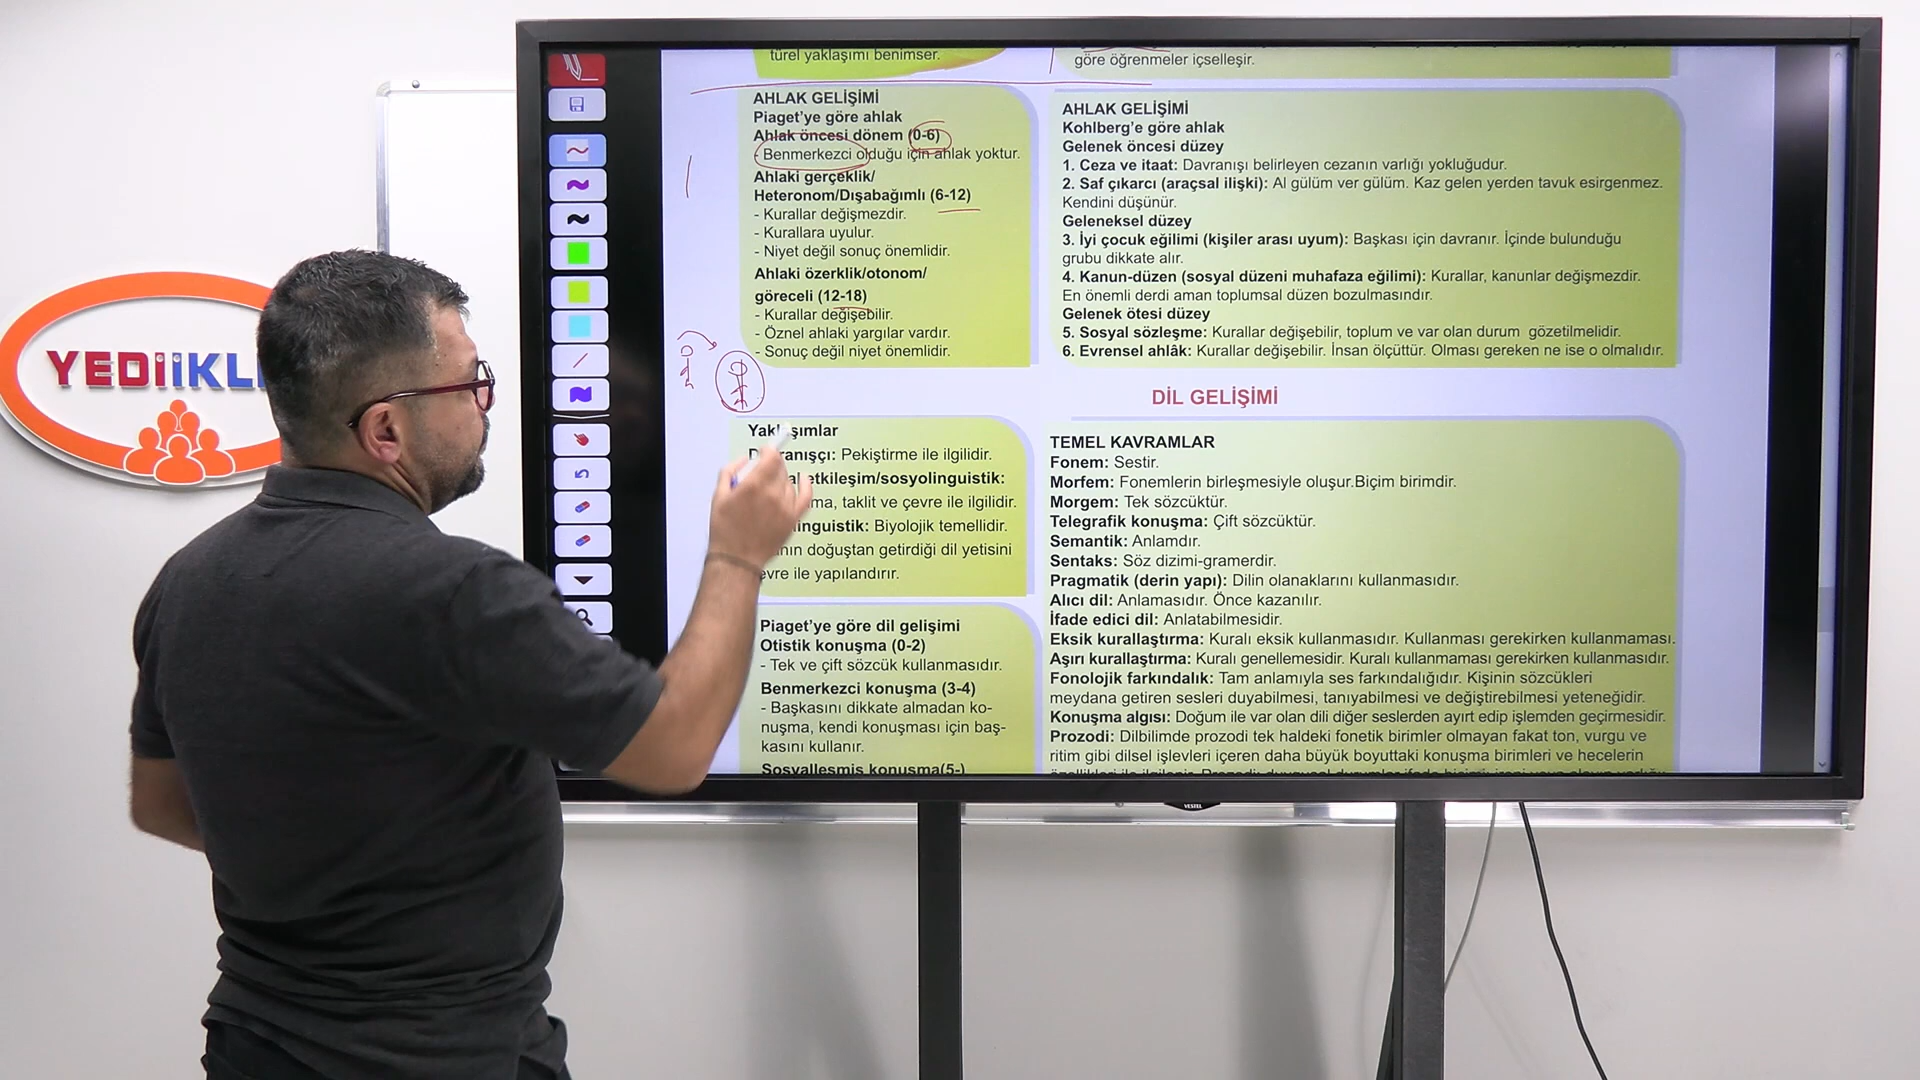 türel yaklaşımı benimser.
göre öğrenmeler içselleşir.
AHLAK GELİŞİMİ
Piaget'ye göre ahlak
Ahlak öncesi dönem (0-6)
- Benmerkezci olduğu için ahlak yoktur.
Ahlaki gerçeklik/
Heteronom/Dışabağımlı (6-12)
- Kurallar değişmezdir.
- Kurallara uyulur.
- Niyet değil sonuç önemlidir.
Ahlaki özerklik/otonom/
göreceli (12-18)
- Kurallar değişebilir.
- Öznel ahlaki yargılar vardır.
- Sonuç değil niyet önemlidir.
AHLAK GELİŞİMİ
Kohlberg'e göre ahlak
Gelenek öncesi düzey
1. Ceza ve itaat: Davranışı belirleyen cezanın varlığı yokluğudur.
2. Saf çıkarcı (araçsal ilişki): Al gülüm ver gülüm. Kaz gelen yerden tavuk esirgenmez.
Kendini düşünür.
Geleneksel düzey
3. İyi çocuk eğilimi (kişiler arası uyum): Başkası için davranır. İçinde bulunduğu
grubu dikkate alır.
4. Kanun-düzen (sosyal düzeni muhafaza eğilimi): Kurallar, kanunlar değişmezdir.
En önemli derdi aman toplumsal düzen bozulmasındır.
Gelenek ötesi düzey
5. Sosyal sözleşme: Kurallar değişebilir, toplum ve var olan durum gözetilmelidir.
6. Evrensel ahlâk: Kurallar değişebilir. İnsan ölçüttür. Olması gereken ne ise o olmalıdır.
DİL GELİŞİMİ
Yaklaşımlar
Pekiştirme ile ilgilidir.
etkileşim/sosyolinguistik:
taklit ve çevre ile ilgilidir.
Biyolojik temellidir.
doğuştan getirdiği dil yetisini
ile yapılandırır.
Piaget'ye göre dil gelişimi
Otistik konuşma (0-2)
- Tek ve çift sözcük kullanmasıdır.
Benmerkezci konuşma (3-4)
- Başkasını dikkate almadan ko-
nuşma, kendi konuşması için baş-
kasını kullanır.
Sosyalleşmiş konuşma(5-)
TEMEL KAVRAMLAR
Fonem: Sestir.
Morfem: Fonemlerin birleşmesiyle oluşur.Biçim birimdir.
Morgem: Tek sözcüktür.
Telegrafik konuşma: Çift sözcüktür.
Semantik: Anlamdır.
Sentaks: Söz dizimi-gramerdir.
Pragmatik (derin yapı): Dilin olanaklarını kullanmasıdır.
Alıcı dil: Anlamasıdır. Önce kazanılır.
İfade edici dil: Anlatabilmesidir.
Eksik kurallaştırma: Kuralı eksik kullanmasıdır. Kullanması gerekirken kullanmaması.
Aşırı kurallaştırma: Kuralı genellemesidir. Kuralı kullanmaması gerekirken kullanmasıdır.
Fonolojik farkındalık: Tam anlamıyla ses farkındalığıdır. Kişinin sözcükleri
meydana getiren sesleri duyabilmesi, tanıyabilmesi ve değiştirebilmesi yeteneğidir.
Konuşma algısı: Doğum ile var olan dili diğer seslerden ayırt edip işlemden geçirmesidir.
Prozodi: Dilbilimde prozodi tek haldeki fonetik birimler olmayan fakat ton, vurgu ve
ritim gibi dilsel işlevleri içeren daha büyük boyuttaki konuşma birimleri ve hecelerin
VESTEL